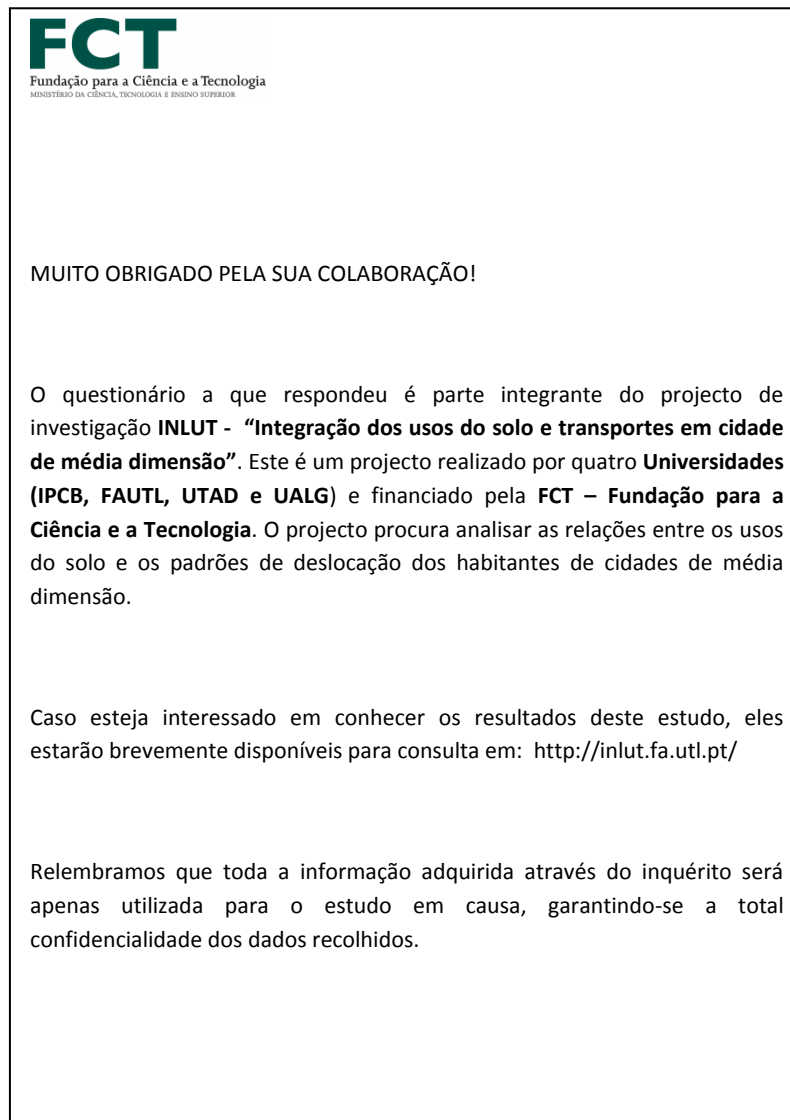 FCT
Fundação para a Ciência e a Tecnologia
MINISTÉRIO DA CIÊNCIA, TECNOLOGIA E ENSINO SUPERIOR
MUITO OBRIGADO PELA SUA COLABORAÇÃO!
O questionário a que respondeu é parte integrante do projecto de
investigação INLUT - “Integração dos usos do solo e transportes em cidade
de média dimensão”. Este é um projecto realizado por quatro Universidades
(IPCB, FAUTL, UTAD e UALG) e financiado pela FCT – Fundação para a
Ciência e a Tecnologia. O projecto procura analisar as relações entre os usos
do solo e os padrões de deslocação dos habitantes de cidades de média
dimensão.
Caso esteja interessado em conhecer os resultados deste estudo, eles
estarão brevemente disponíveis para consulta em: http://inlut.fa.utl.pt/
Relembramos que toda a informação adquirida através do inquérito será
apenas utilizada para o estudo em causa, garantindo-se a total
confidencialidade dos dados recolhidos.